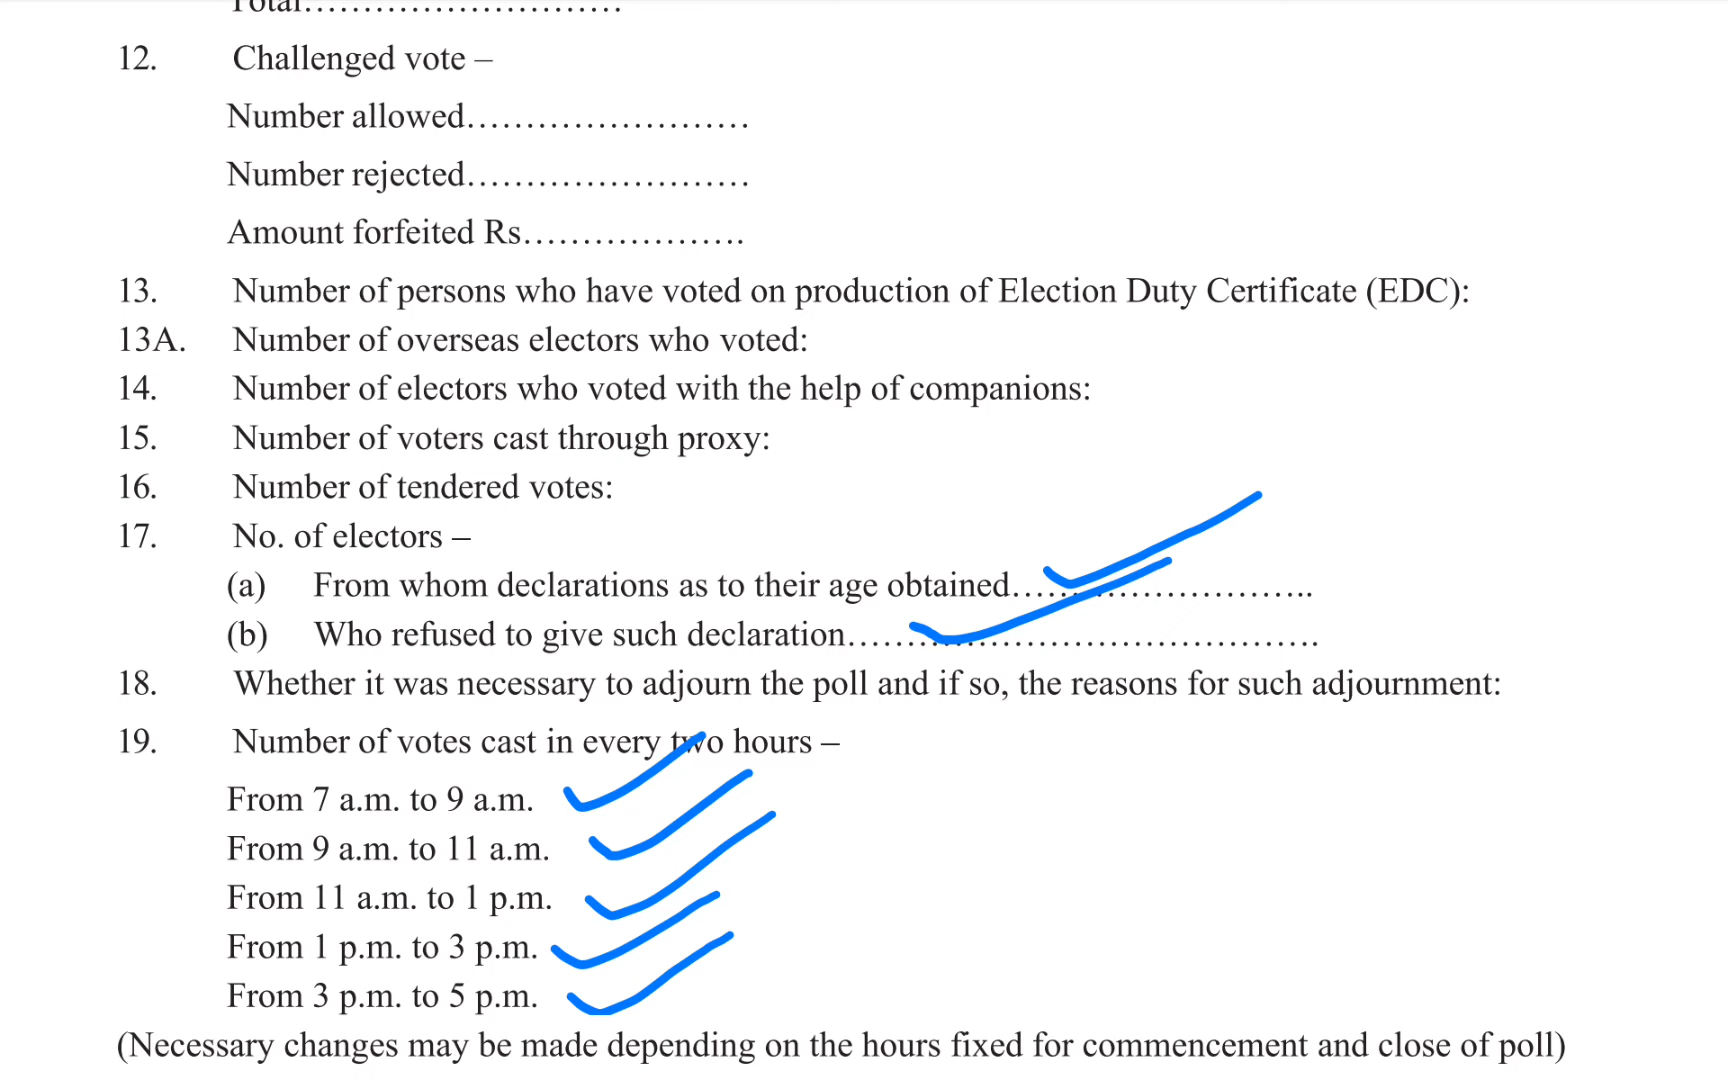 Total...........................
12. Challenged vote –
Number allowed........................
Number rejected........................
Amount forfeited Rs...................
13. Number of persons who have voted on production of Election Duty Certificate (EDC):
13A. Number of overseas electors who voted:
14. Number of electors who voted with the help of companions:
15. Number of voters cast through proxy:
16. Number of tendered votes:
17. No. of electors –
(a) From whom declarations as to their age obtained..........................
(b) Who refused to give such declaration........................................
18. Whether it was necessary to adjourn the poll and if so, the reasons for such adjournment:
19. Number of votes cast in every two hours –
From 7 a.m. to 9 a.m.
From 9 a.m. to 11 a.m.
From 11 a.m. to 1 p.m.
From 1 p.m. to 3 p.m.
From 3 p.m. to 5 p.m.
(Necessary changes may be made depending on the hours fixed for commencement and close of poll)